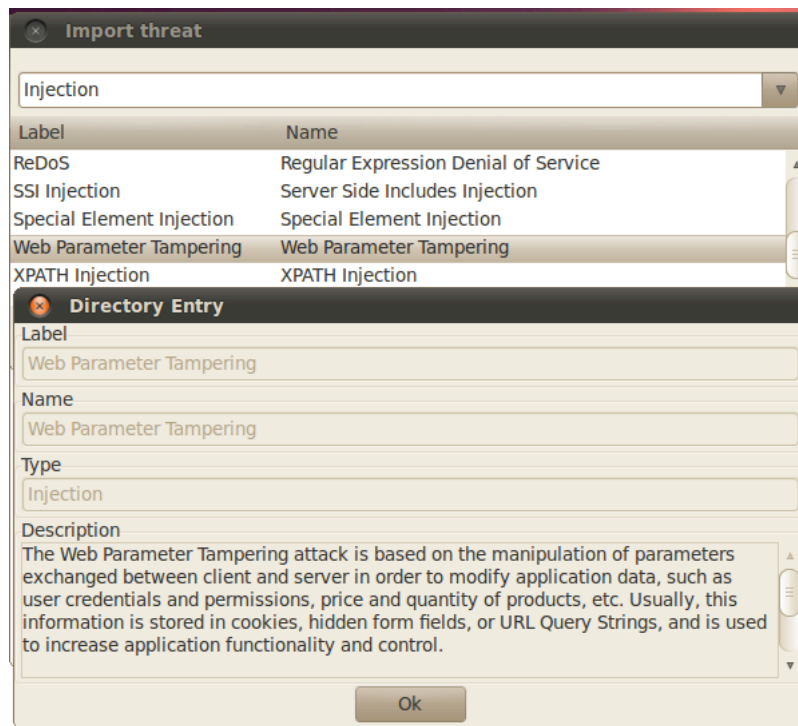 Import threat
Injection
Label Name
ReDoS Regular Expression Denial of Service
SSI Injection Server Side Includes Injection
Special Element Injection Special Element Injection
Web Parameter Tampering Web Parameter Tampering
XPATH Injection XPATH Injection
Directory Entry
Label
Web Parameter Tampering
Name
Web Parameter Tampering
Type
Injection
Description
The Web Parameter Tampering attack is based on the manipulation of parameters
exchanged between client and server in order to modify application data, such as
user credentials and permissions, price and quantity of products, etc. Usually, this
information is stored in cookies, hidden form fields, or URL Query Strings, and is used
to increase application functionality and control.
Ok